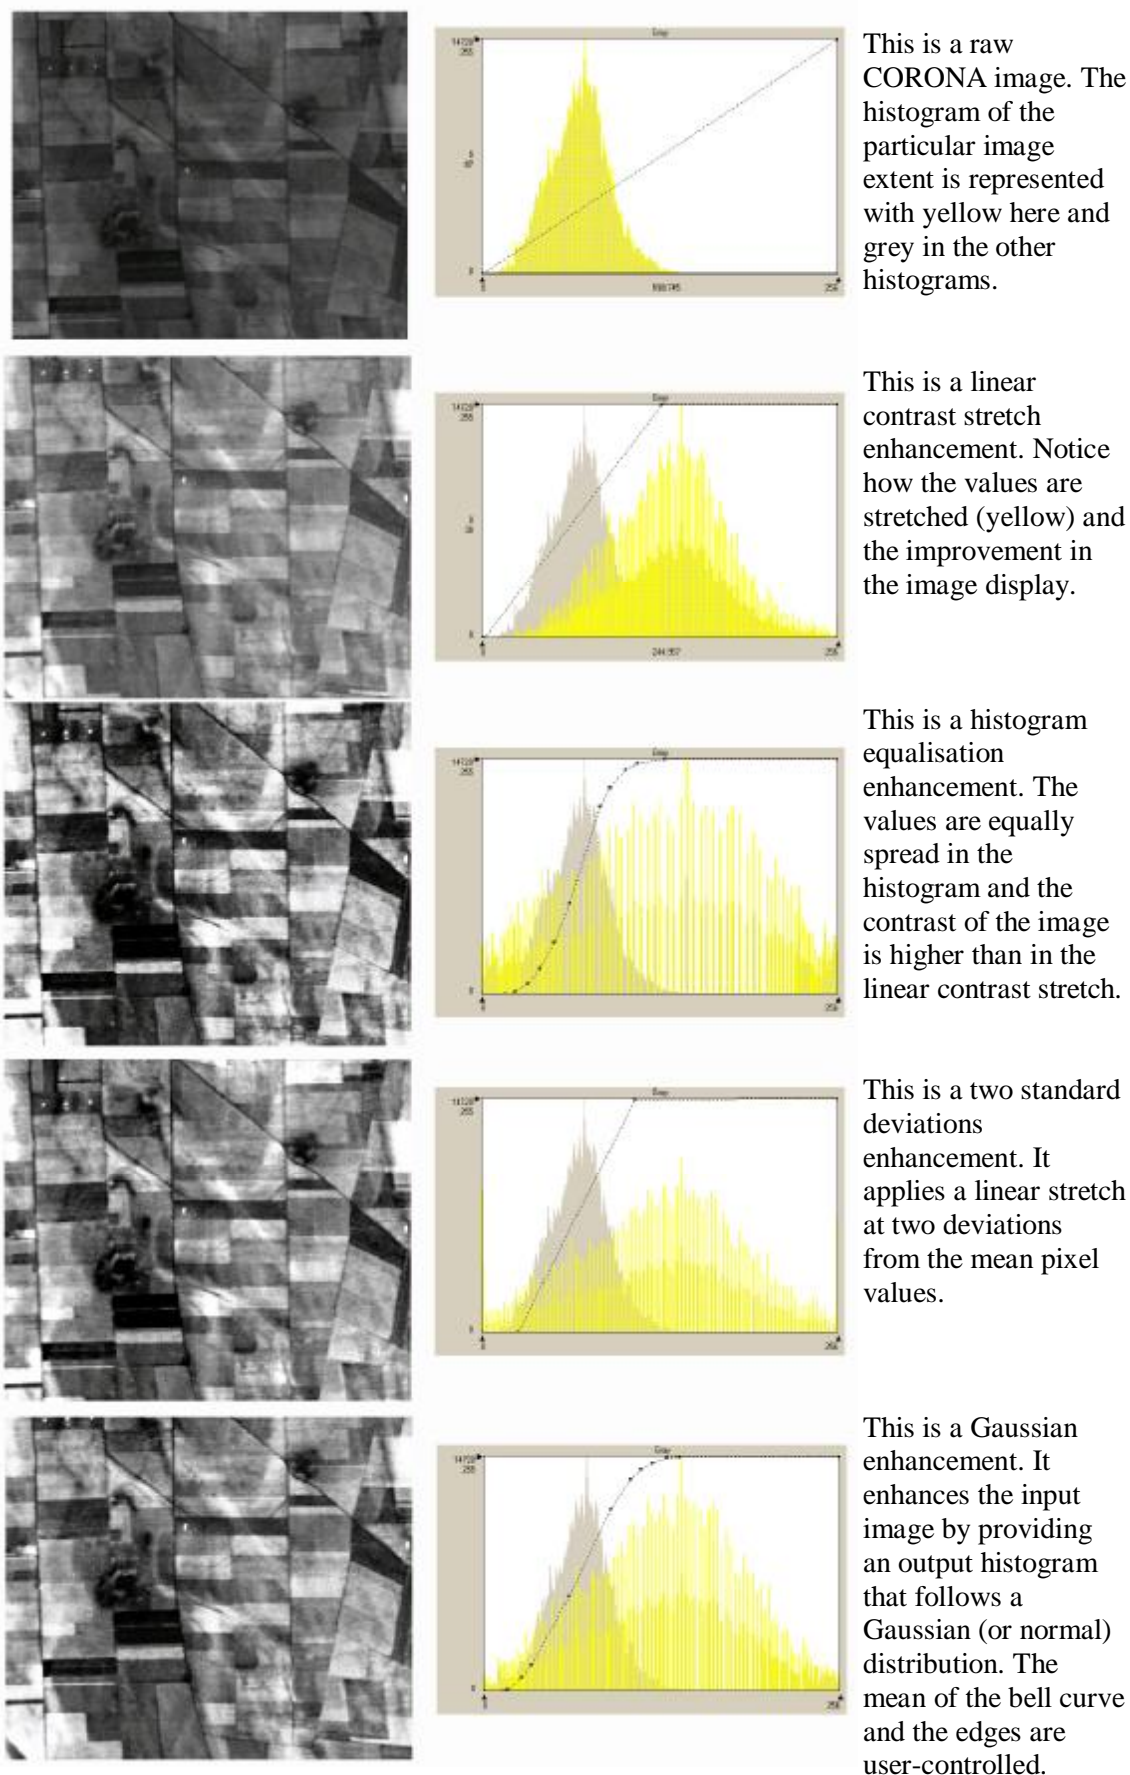 This is a raw
CORONA image. The
histogram of the
particular image
extent is represented
with yellow here and
grey in the other
histograms.
This is a linear
contrast stretch
enhancement. Notice
how the values are
stretched (yellow) and
the improvement in
the image display.
This is a histogram
equalisation
enhancement. The
values are equally
spread in the
histogram and the
contrast of the image
is higher than in the
linear contrast stretch.
This is a two standard
deviations
enhancement. It
applies a linear stretch
at two deviations
from the mean pixel
values.
This is a Gaussian
enhancement. It
enhances the input
image by providing
an output histogram
that follows a
Gaussian (or normal)
distribution. The
mean of the bell curve
and the edges are
user-controlled.